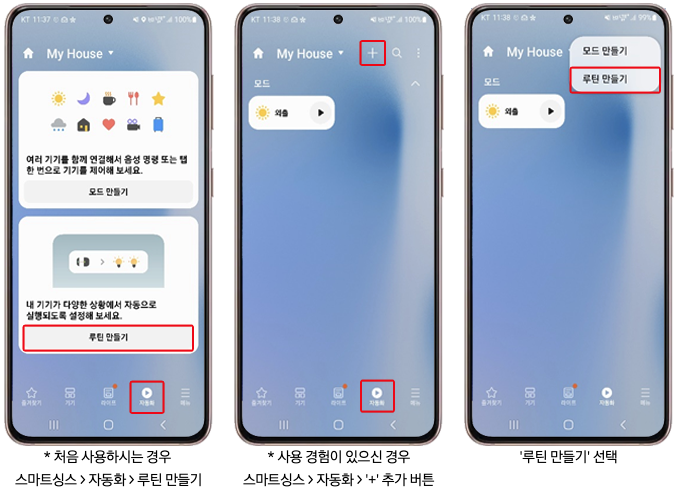 KT 11:37
100%
My House
여러 기기를 함께 연결해서 음성 명령 또는 탭
한 번으로 기기를 제어해 보세요.
모드 만들기
내 기기가 다양한 상황에서 자동으로
실행되도록 설정해 보세요.
루틴 만들기
즐겨찾기 기기 라이프 자동화 메뉴
* 처음 사용하시는 경우
스마트싱스 > 자동화 > 루틴 만들기
KT 11:38
100%
My House
모드
외출
즐겨찾기 기기 라이프 자동화 메뉴
* 사용 경험이 있으신 경우
스마트싱스 > 자동화 > '+' 추가 버튼
KT 11:38
99%
My House
모드 만들기
루틴 만들기
모드
외출
즐겨찾기 기기 라이프 자동화 메뉴
'루틴 만들기' 선택